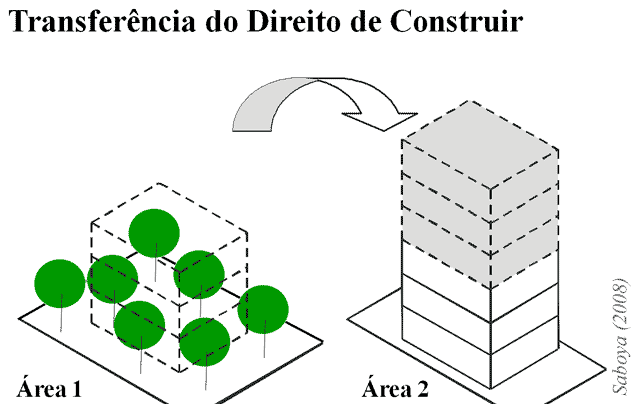 Transferência do Direito de Construir
Área 1
Área 2
Saboya (2008)